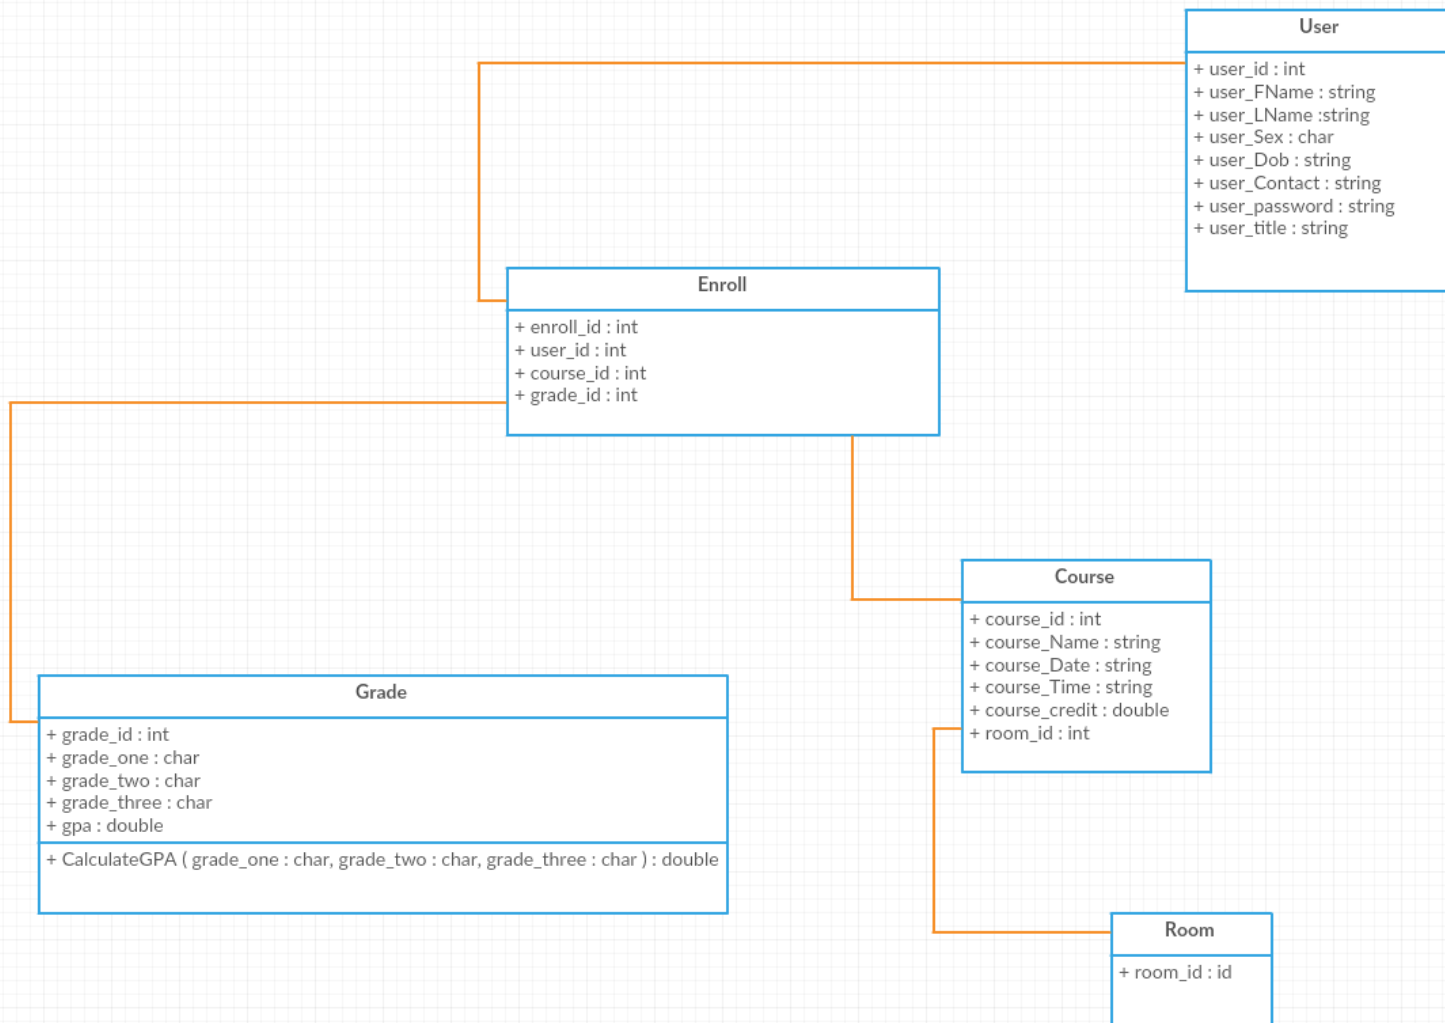 User
+ user_id : int
+ user_FName : string
+ user_LName :string
+ user_Sex : char
+ user_Dob : string
+ user_Contact : string
+ user_password : string
+ user_title : string
Enroll
+ enroll_id : int
+ user_id : int
+ course_id : int
+ grade_id : int
Course
+ course_id : int
+ course_Name : string
+ course_Date : string
+ course_Time : string
+ course_credit : double
+ room_id : int
Grade
+ grade_id : int
+ grade_one : char
+ grade_two : char
+ grade_three : char
+ gpa : double
+ CalculateGPA ( grade_one : char, grade_two : char, grade_three : char ) : double
Room
+ room_id : id